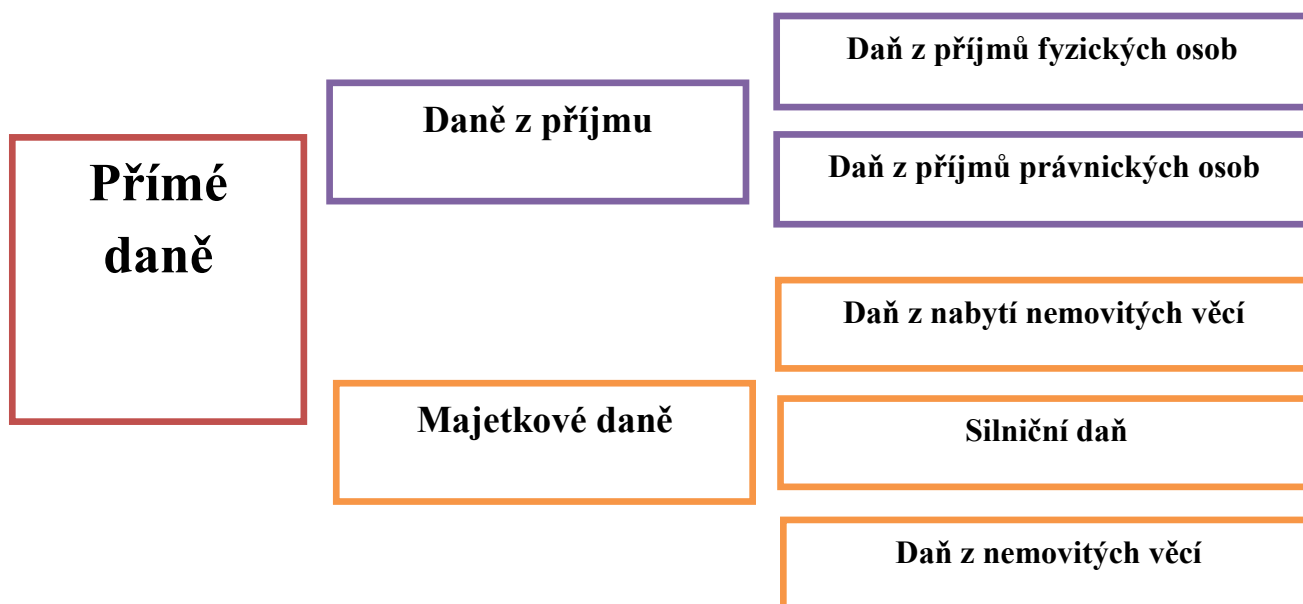 Přímé
daně
Daně z příjmu
Daň z příjmů fyzických osob
Daň z příjmů právnických osob
Majetkové daně
Daň z nabytí nemovitých věcí
Silniční daň
Daň z nemovitých věcí